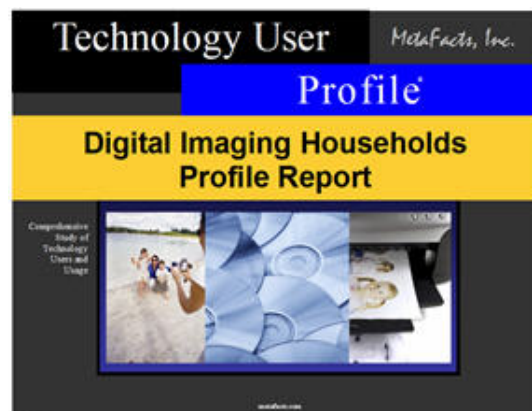 Technology User
MetaFacts, Inc.
Profile®
Digital Imaging Households
Profile Report
Comprehensive
Study of
Technology
Users and
Usage
metafacts.com